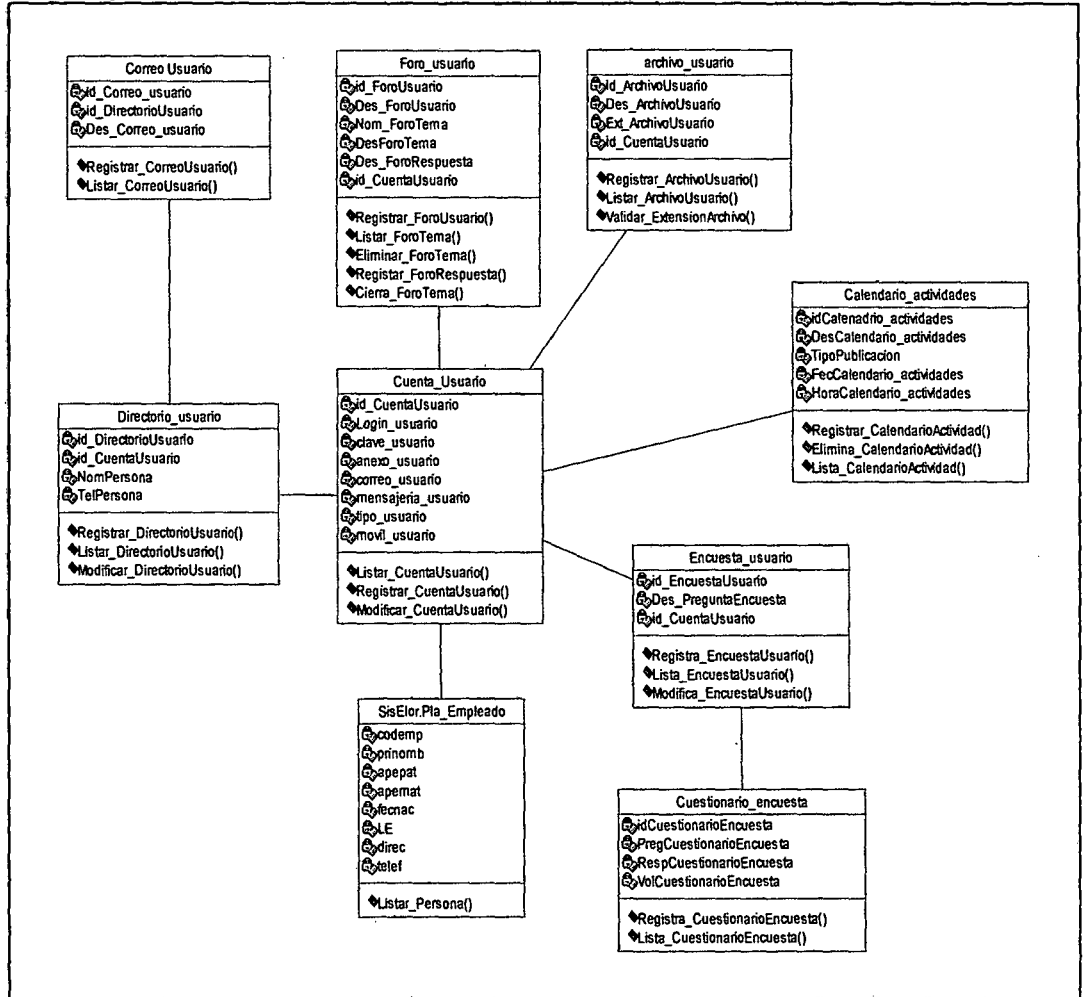 Correo Usuario
id_Correo_usuario
id_DirectorioUsuario
Des_Correo_usuario
Registrar_CorreoUsuario()
Listar_CorreoUsuario()
Foro_usuario
id_ForoUsuario
Des_ForoUsuario
Nom_ForoTema
DesForoTema
Des_ForoRespuesta
id_CuentaUsuario
Registrar_ForoUsuario()
Listar_ForoTema()
Eliminar_ForoTema()
Registar_ForoRespuesta()
Cierra_ForoTema()
archivo_usuario
Id_ArchivoUsuario
Des_ArchivoUsuario
Ext_ArchivoUsuario
id_CuentaUsuario
Registrar_ArchivoUsuario()
Listar_ArchivoUsuario()
Validar_ExtensionArchivo()
Calendario_actividades
idCalenadrio_actividades
DesCalendario_actividades
TipoPublicacion
FecCalendario_actividades
HoraCalendario_actividades
Registrar_CalendarioActividad()
Elimina_CalendarioActividad()
Lista_CalendarioActividad()
Directorio_usuario
id_DirectorioUsuario
id_CuentaUsuario
NomPersona
TelPersona
Registrar_DirectorioUsuario()
Listar_DirectorioUsuario()
Modificar_DirectorioUsuario()
Cuenta_Usuario
id_CuentaUsuario
Login_usuario
clave_usuario
anexo_usuario
correo_usuario
mensajeria_usuario
tipo_usuario
movil_usuario
Listar_CuentaUsuario()
Registrar_CuentaUsuario()
Modificar_CuentaUsuario()
Encuesta_usuario
id_EncuestaUsuario
Des_PreguntaEncuesta
id_CuentaUsuario
Registra_EncuestaUsuario()
Lista_EncuestaUsuario()
Modifica_EncuestaUsuario()
SisElor.Pla_Empleado
codemp
prinomb
apepat
apemat
fecnac
LE
direc
telef
Listar_Persona()
Cuestionario_encuesta
idCuestionarioEncuesta
PregCuestionarioEncuesta
RespCuestionarioEncuesta
VolCuestionarioEncuesta
Registra_CuestionarioEncuesta()
Lista_CuestionarioEncuesta()